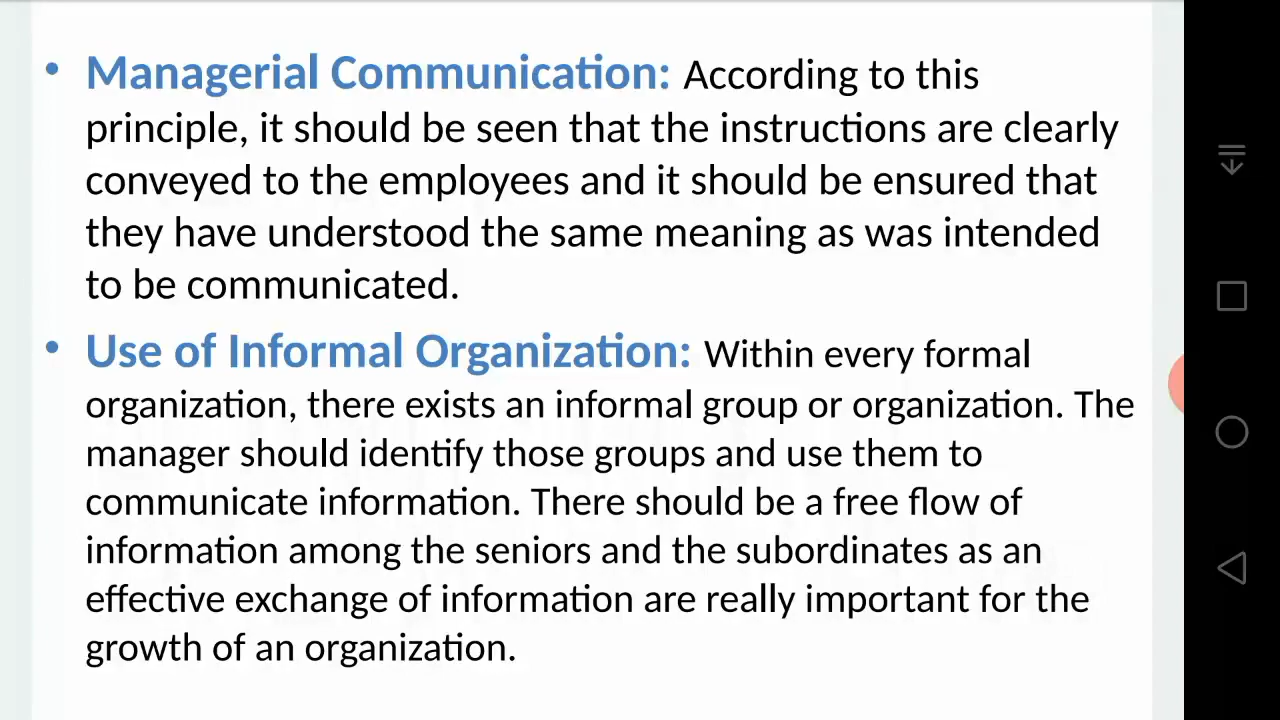 • Managerial Communication: According to this
principle, it should be seen that the instructions are clearly
conveyed to the employees and it should be ensured that
they have understood the same meaning as was intended
to be communicated.
• Use of Informal Organization: Within every formal
organization, there exists an informal group or organization. The
manager should identify those groups and use them to
communicate information. There should be a free flow of
information among the seniors and the subordinates as an
effective exchange of information are really important for the
growth of an organization.